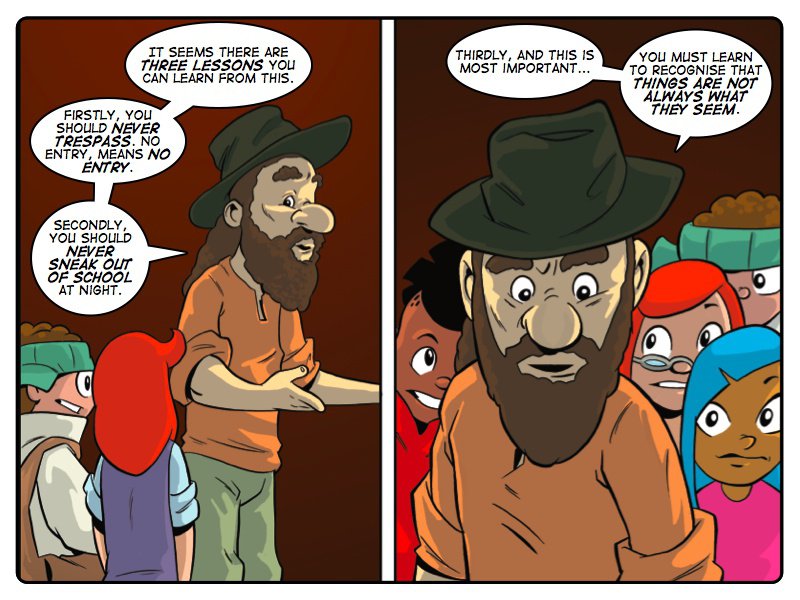 IT SEEMS THERE ARE
THREE LESSONS YOU
CAN LEARN FROM THIS.
FIRSTLY, YOU
SHOULD NEVER
TRESPASS. NO
ENTRY, MEANS NO
ENTRY.
SECONDLY,
YOU SHOULD
NEVER
SNEAK OUT
OF SCHOOL
AT NIGHT.
THIRDLY, AND THIS IS
MOST IMPORTANT...
YOU MUST LEARN
TO RECOGNISE THAT
THINGS ARE NOT
ALWAYS WHAT
THEY SEEM.